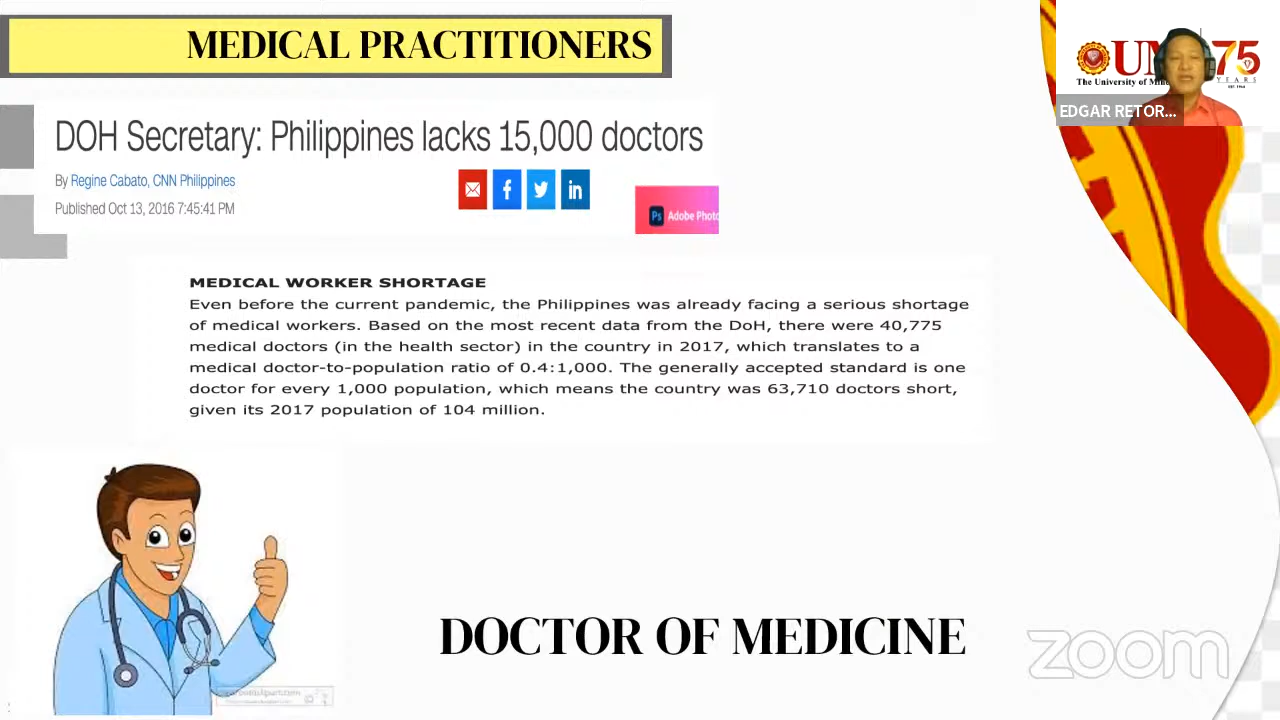 MEDICAL PRACTITIONERS
UM 75
YEARS
EST. 1946
The University of
EDGAR RETOR...
DOH Secretary: Philippines lacks 15,000 doctors
By Regine Cabato, CNN Philippines
Published Oct 13, 2016 7:45:41 PM
f
in
Ps Adobe Photo
MEDICAL WORKER SHORTAGE
Even before the current pandemic, the Philippines was already facing a serious shortage
of medical workers. Based on the most recent data from the DoH, there were 40,775
medical doctors (in the health sector) in the country in 2017, which translates to a
medical doctor-to-population ratio of 0.4:1,000. The generally accepted standard is one
doctor for every 1,000 population, which means the country was 63,710 doctors short,
given its 2017 population of 104 million.
DOCTOR OF MEDICINE
zoom